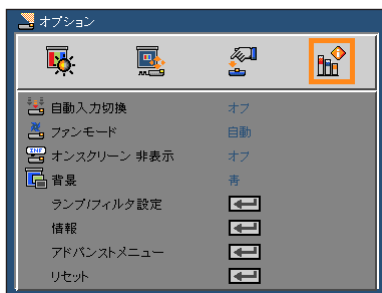 オプション
自動入力切換 オフ
ファンモード 自動
INF オンスクリーン 非表示 オフ
背景 青
ランプ/フィルタ設定
情報
アドバンストメニュー
リセット